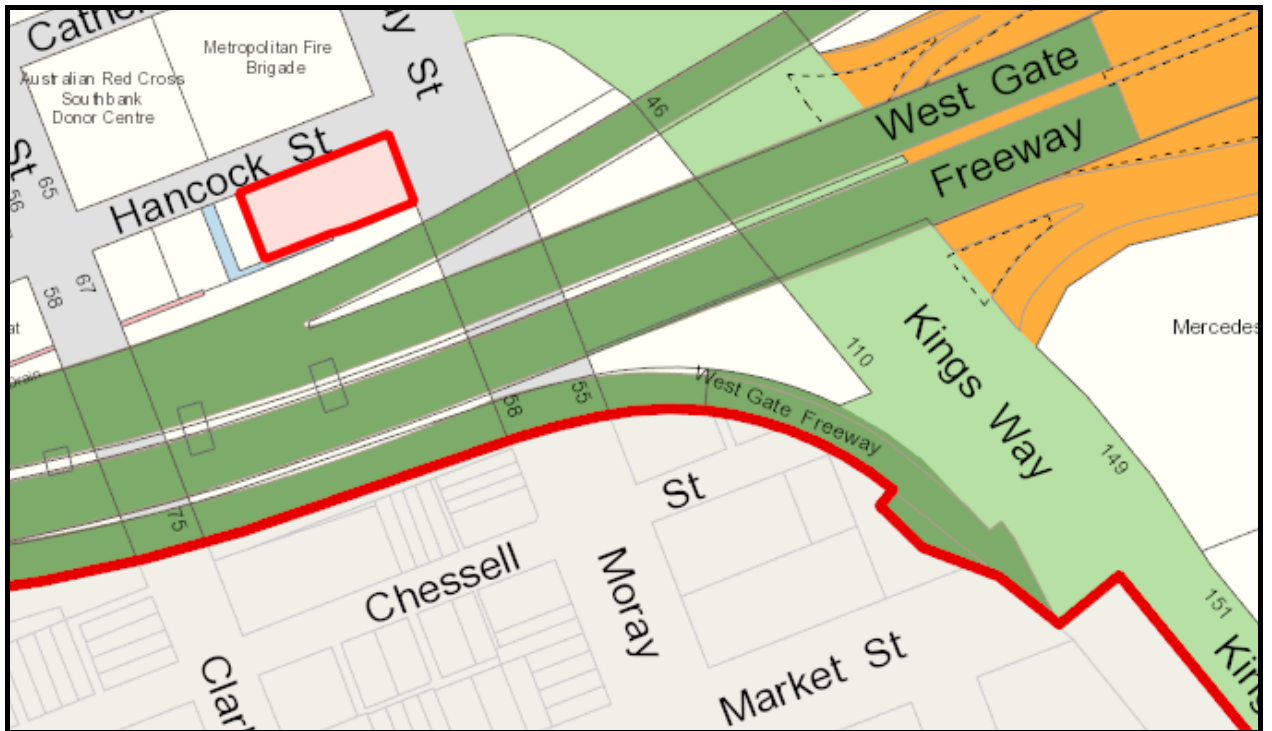 Metropolitan Fire
Brigade
Australian Red Cross
Southbank
Donor Centre
St
St
65
56
Hancock St
46
West Gate
Freeway
67
58
Mercedes
Kings Way
110
West Gate Freeway
55
58
149
75
St
Chessell
Moray
151
Market St